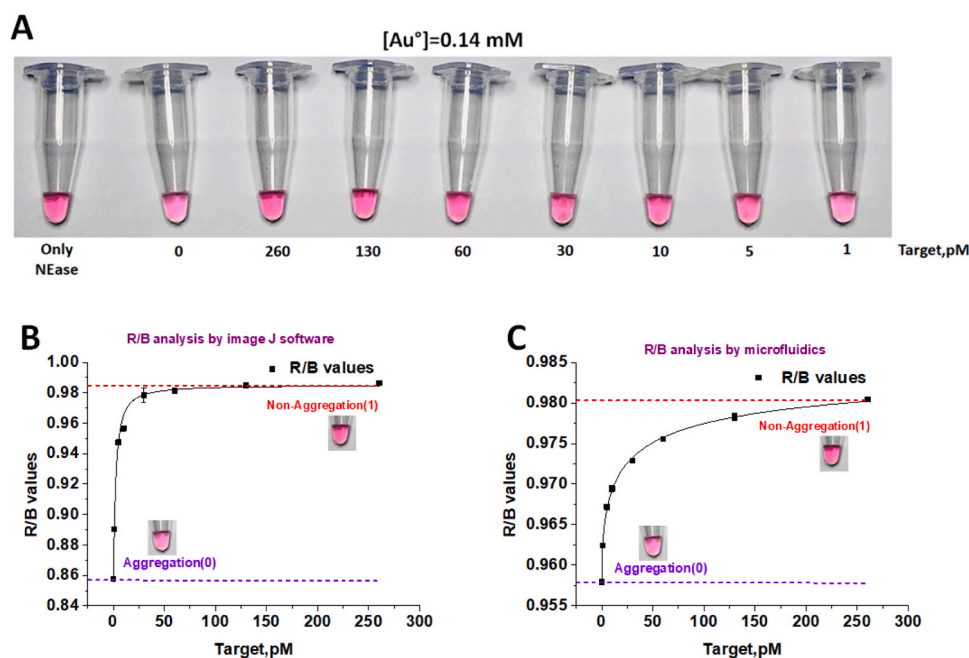 A
[Au°]=0.14 mM
Only
NEase
0
260
130
60
30
10
5
1
Target,pM
B
R/B analysis by image J software
R/B values
Non-Aggregation(1)
Aggregation(0)
1.00
0.98
0.96
0.94
0.92
0.90
0.88
0.86
0.84
R/B values
0
50
100
150
200
250
300
Target,pM
C
R/B analysis by microfluidics
R/B values
Non-Aggregation(1)
Aggregation(0)
0.985
0.980
0.975
0.970
0.965
0.960
0.955
R/B values
0
50
100
150
200
250
300
Target,pM